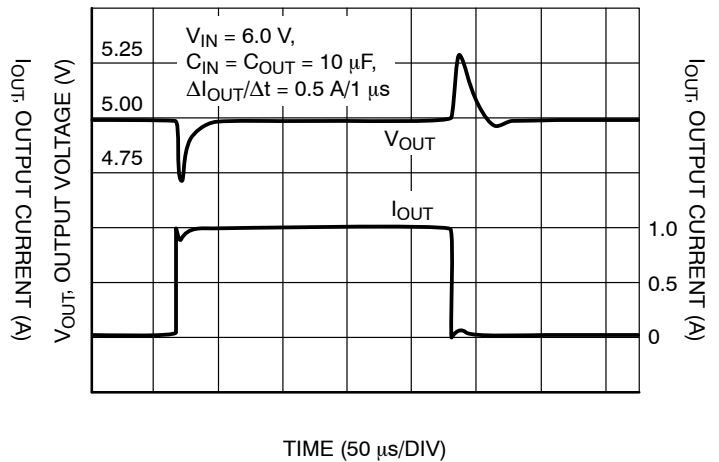 V_IN = 6.0 V,
C_IN = C_OUT = 10 μF,
ΔI_OUT/Δt = 0.5 A/1 μs
5.25
5.00
4.75
V_OUT
I_OUT
1.0
0.5
0
I_OUT, OUTPUT CURRENT (A)
V_OUT, OUTPUT VOLTAGE (V)
I_OUT, OUTPUT CURRENT (A)
TIME (50 μs/DIV)